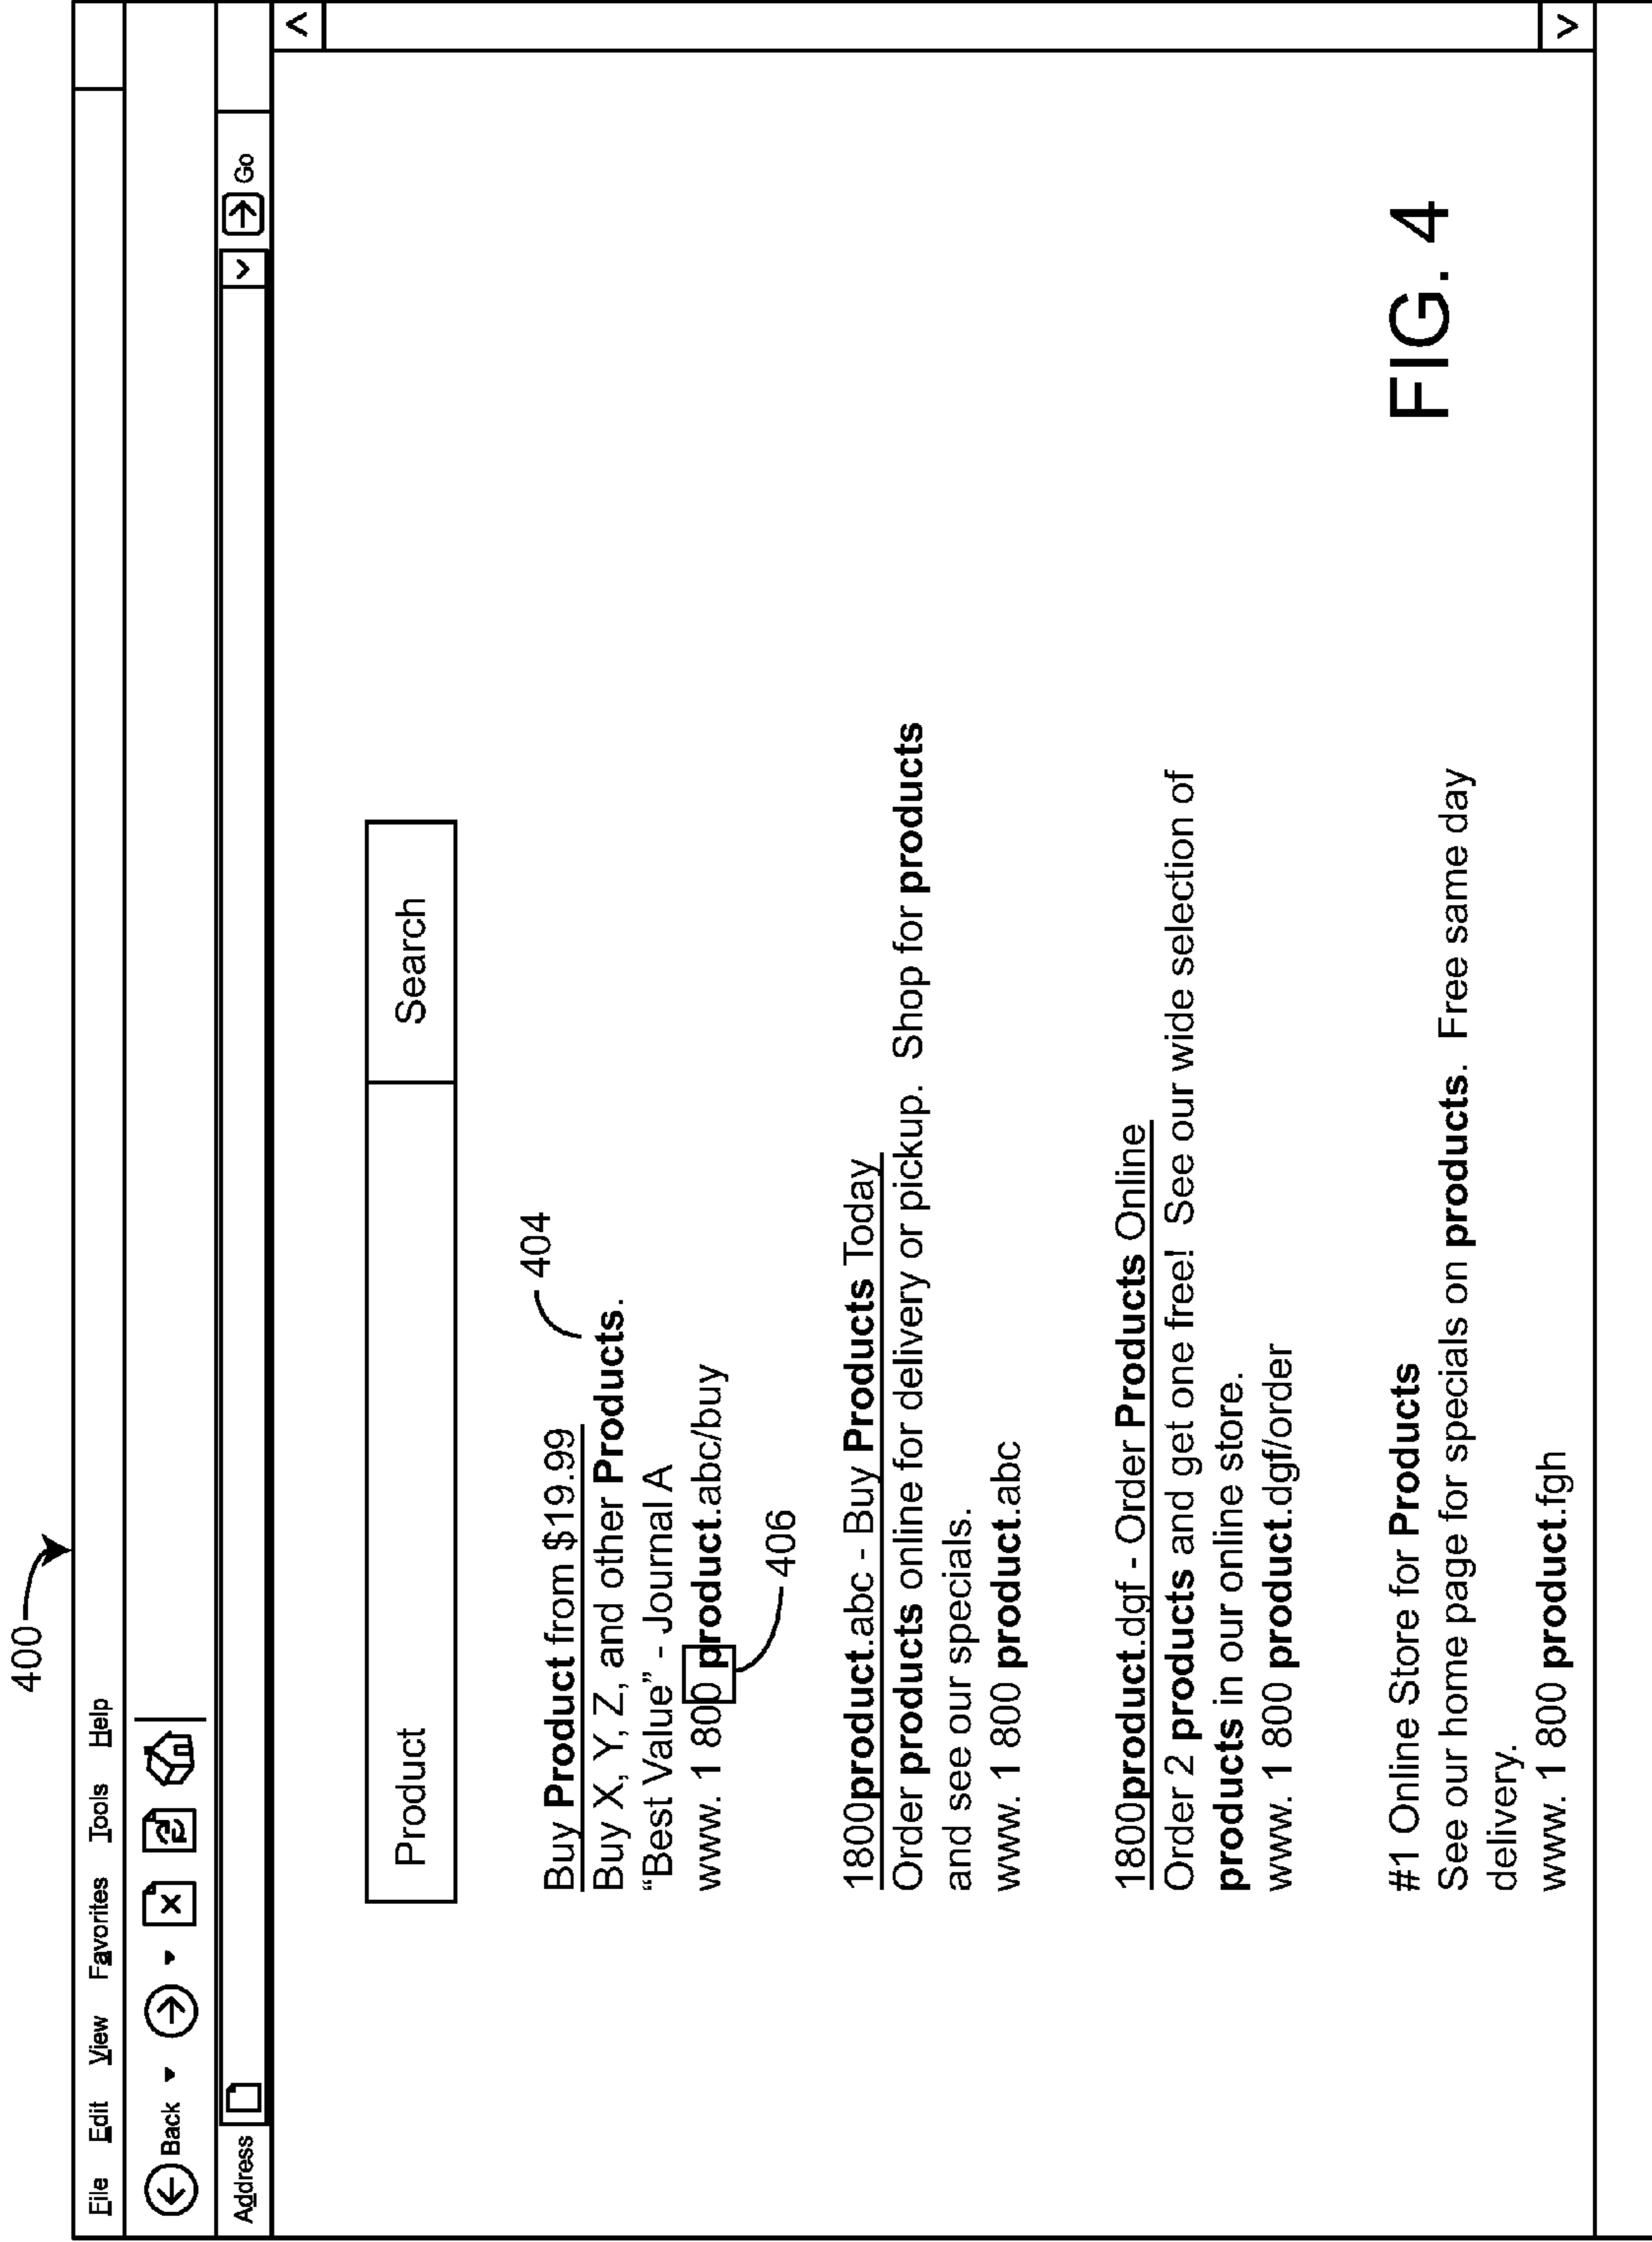 400
File Edit View Favorites Tools Help
Back
Address
Go
Product
Search
Buy Product from $19.99
404
Buy X, Y, Z, and other Products.
“Best Value” - Journal A
www. 1 800 product.abc/buy
406
1800product.abc - Buy Products Today
Order products online for delivery or pickup. Shop for products
and see our specials.
www. 1 800 product.abc
1800product.dgf - Order Products Online
Order 2 products and get one free! See our wide selection of
products in our online store.
www. 1 800 product.dgf/order
#1 Online Store for Products
See our home page for specials on products. Free same day
delivery.
www. 1 800 product.fgh
FIG. 4